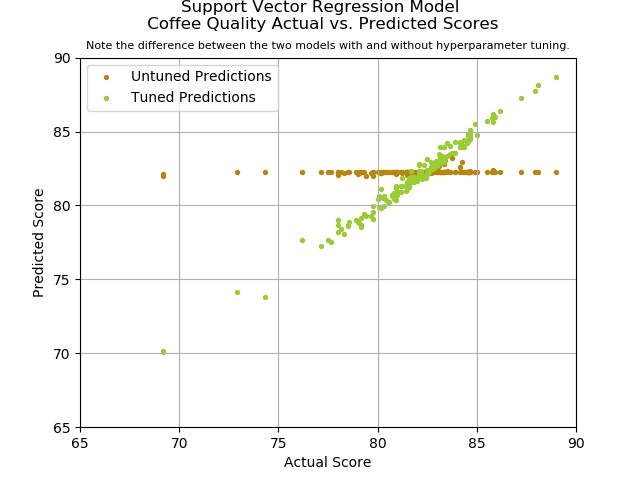 Support Vector Regression Model
Coffee Quality Actual vs. Predicted Scores
Note the difference between the two models with and without hyperparameter tuning.
90
Untuned Predictions
Tuned Predictions
85
80
75
70
65
Predicted Score
65 70 75 80 85 90
Actual Score